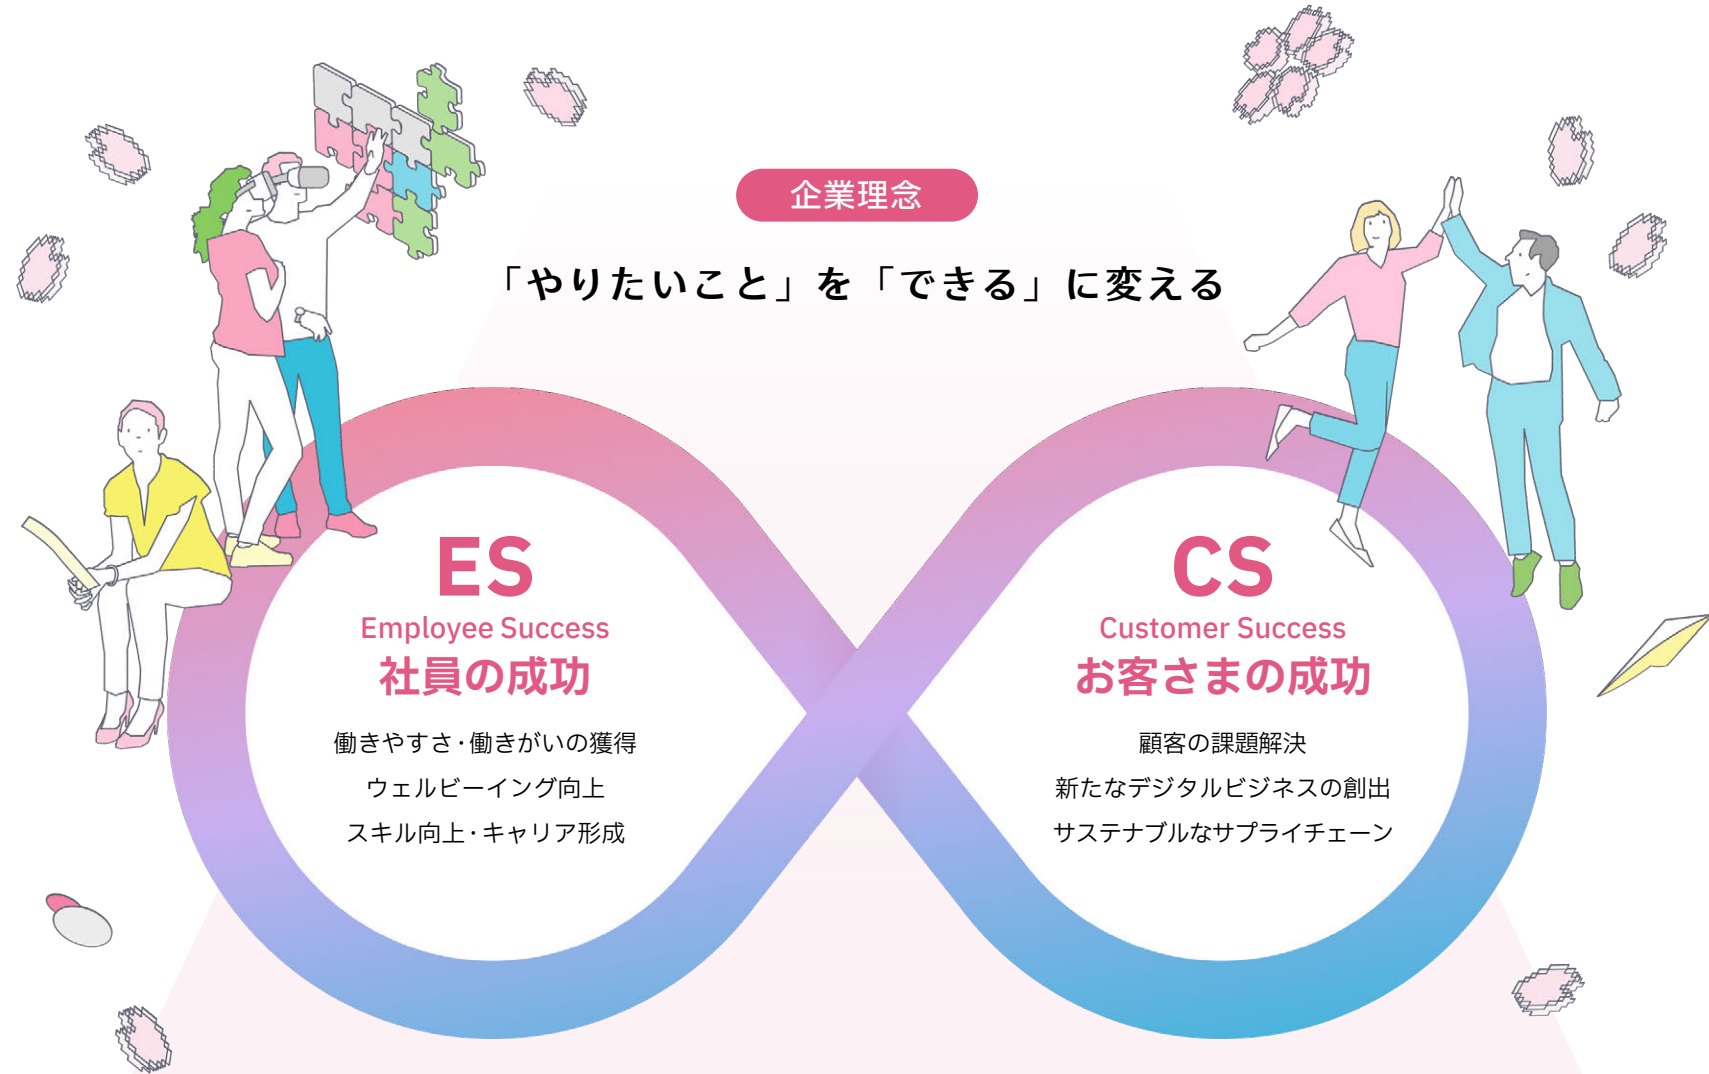 企業理念
「やりたいこと」を「できる」に変える
ES
Employee Success
社員の成功
働きやすさ・働きがいの獲得
ウェルビーイング向上
スキル向上・キャリア形成
CS
Customer Success
お客さまの成功
顧客の課題解決
新たなデジタルビジネスの創出
サステナブルなサプライチェーン